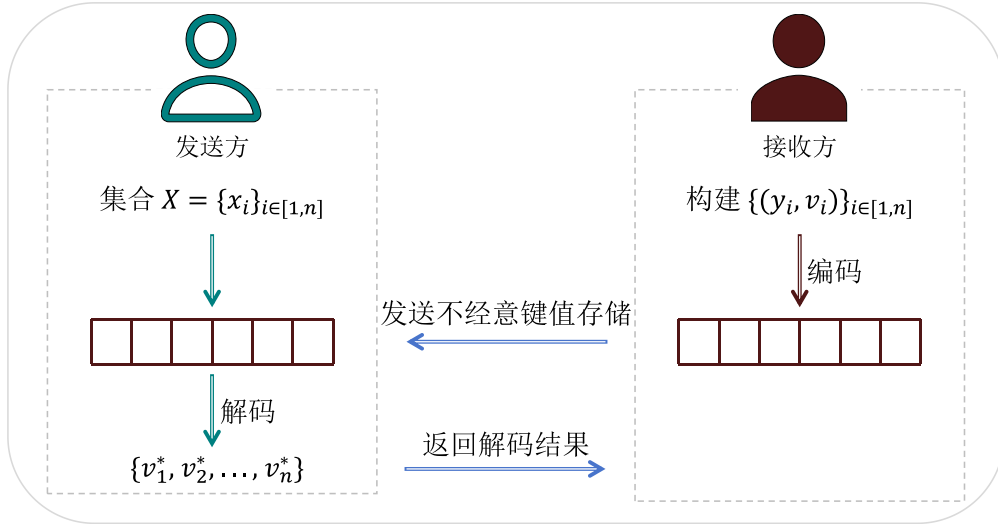 发送方
集合 X = {x_i}_{i∈[1,n]}
解码
{v_1^*, v_2^*, ..., v_n^*}
发送不经意键值存储
返回解码结果
接收方
构建 {(y_i, v_i)}_{i∈[1,n]}
编码